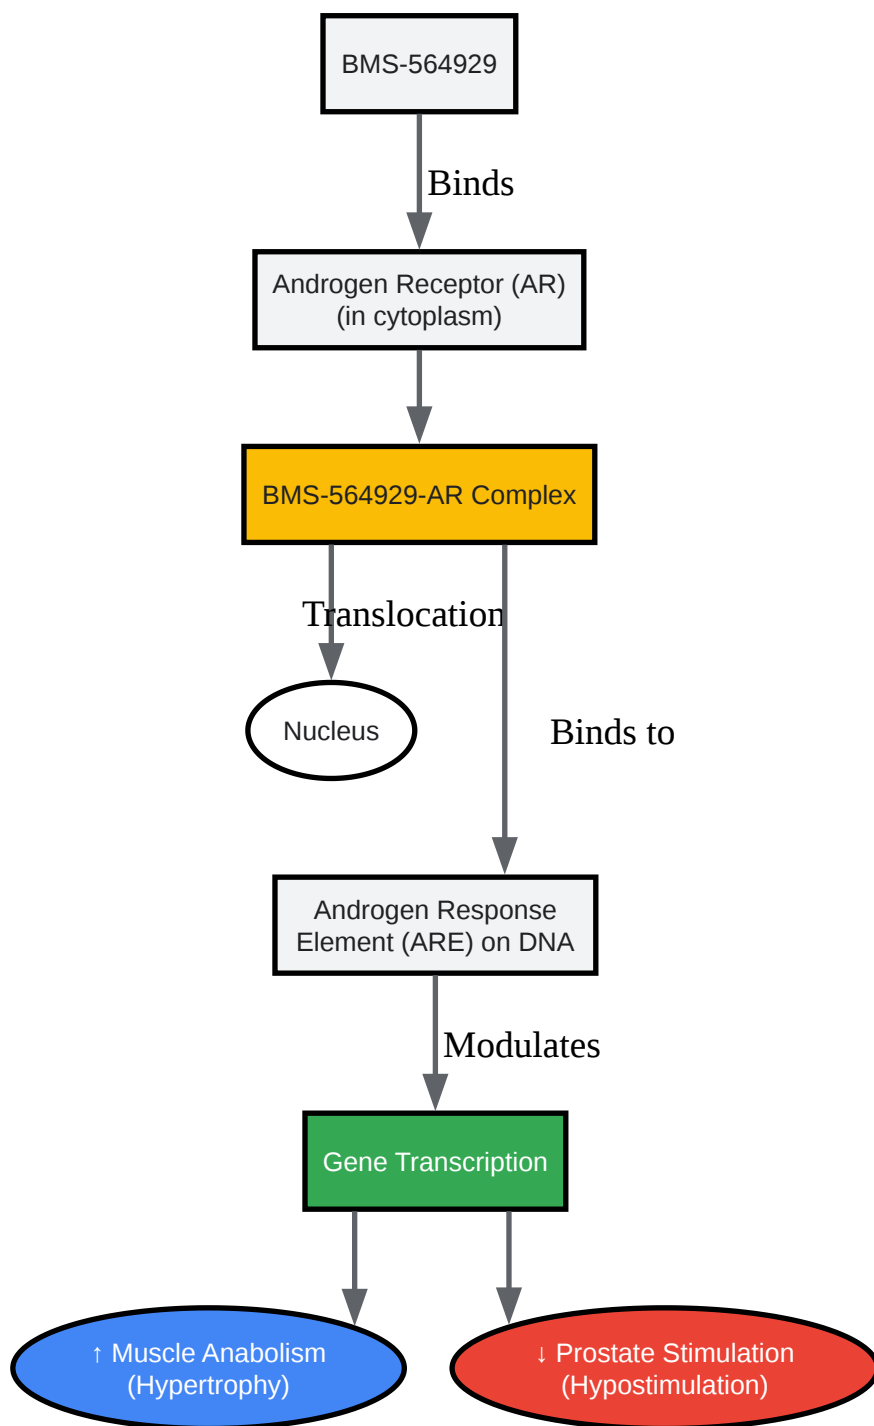 BMS-564929
Binds
Androgen Receptor (AR)
(in cytoplasm)
BMS-564929-AR Complex
Translocation
Nucleus
Binds to
Androgen Response
Element (ARE) on DNA
Modulates
Gene Transcription
↑ Muscle Anabolism
(Hypertrophy)
↓ Prostate Stimulation
(Hypostimulation)